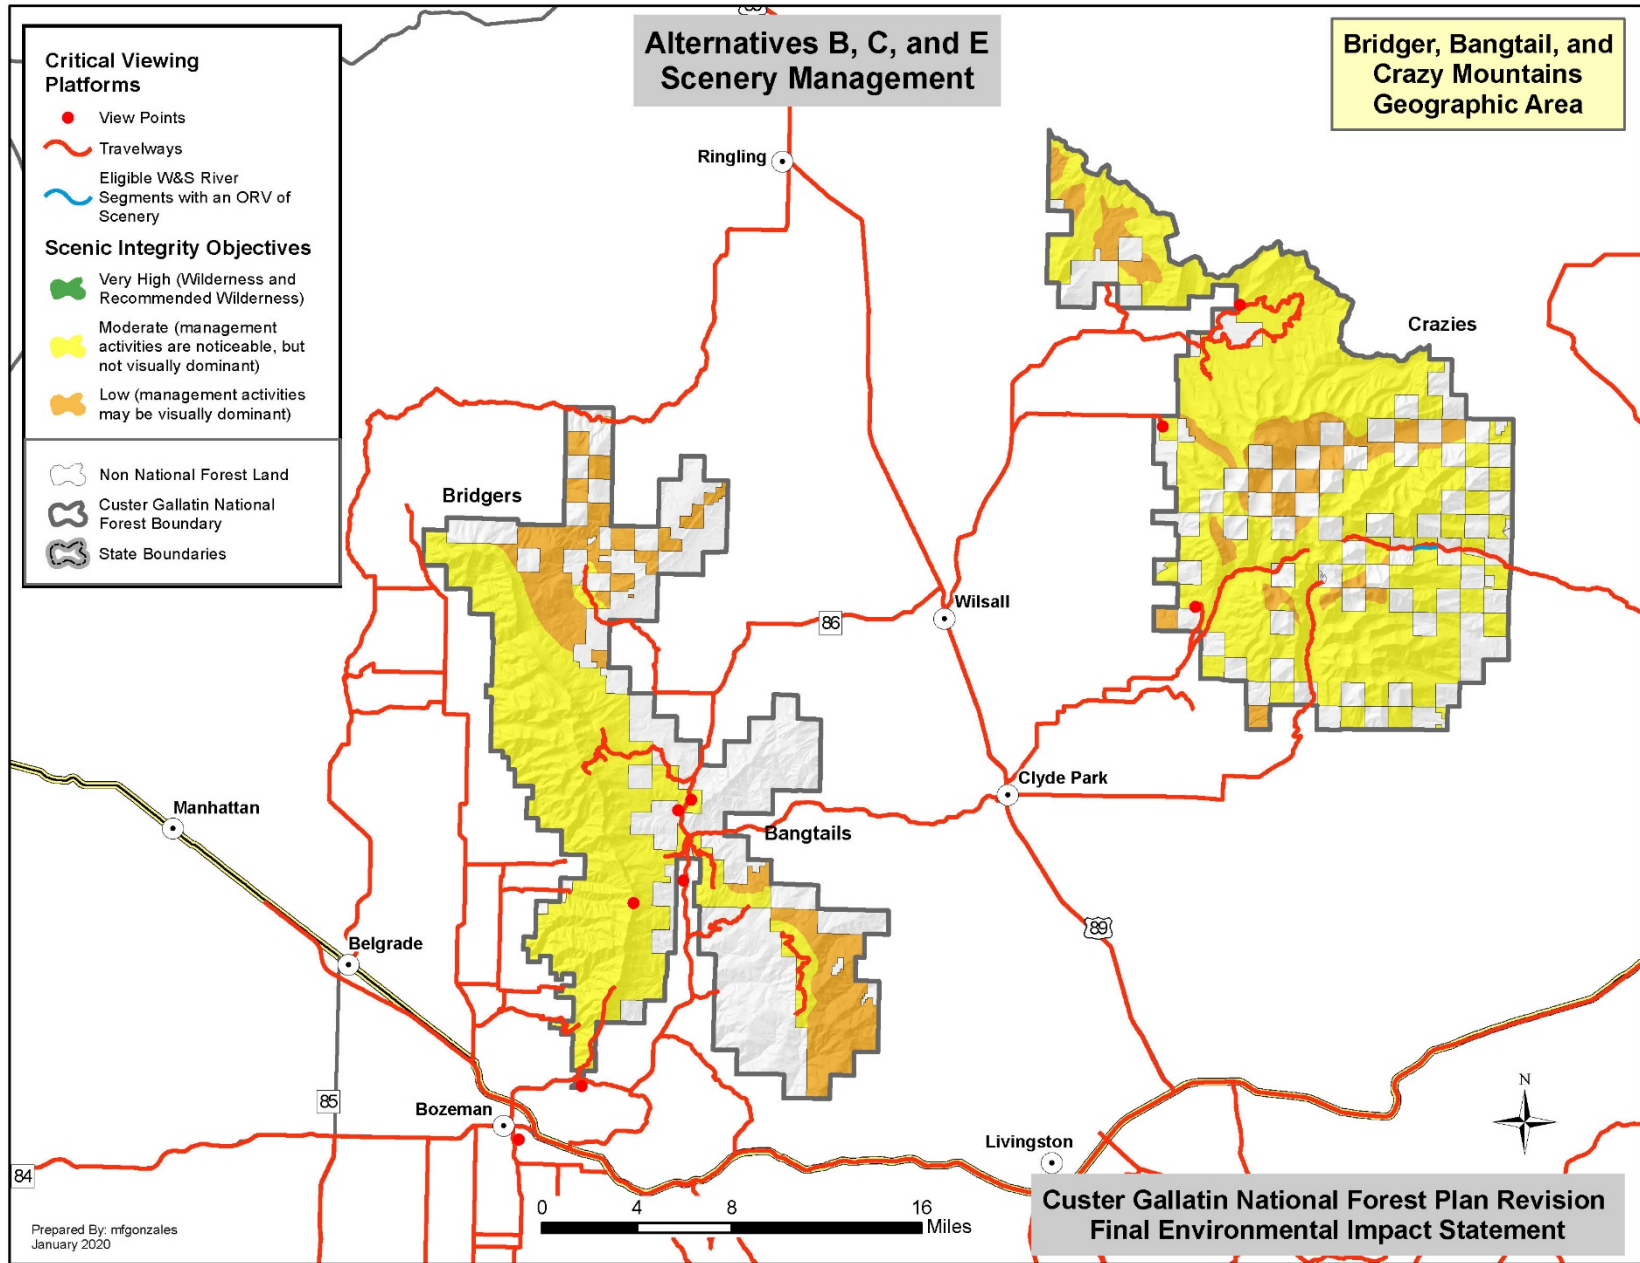 Alternatives B, C, and E
Scenery Management
Bridger, Bangtail, and
Crazy Mountains
Geographic Area
Critical Viewing
Platforms
View Points
Travelways
Eligible W&S River
Segments with an ORV of
Scenery
Scenic Integrity Objectives
Very High (Wilderness and
Recommended Wilderness)
Moderate (management
activities are noticeable, but
not visually dominant)
Low (management activities
may be visually dominant)
Non National Forest Land
Custer Gallatin National
Forest Boundary
State Boundaries
Ringling
Crazies
Bridgers
Wilsall
86
Clyde Park
Manhattan
Bangtails
89
Belgrade
85
Bozeman
Livingston
N
84
0 4 8 16
Miles
Custer Gallatin National Forest Plan Revision
Final Environmental Impact Statement
Prepared By: mfgonzales
January 2020